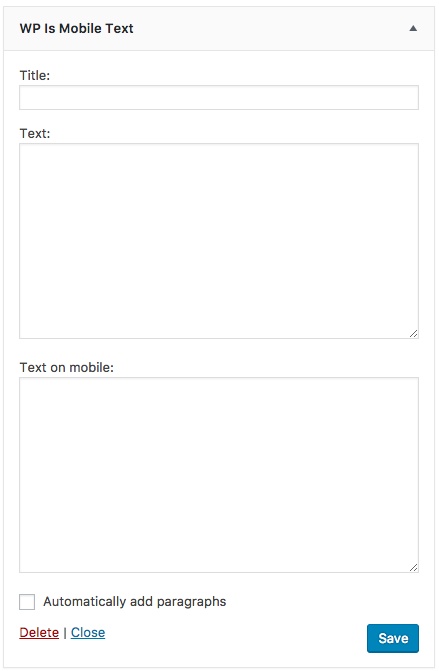 WP Is Mobile Text
Title:
Text:
Text on mobile:
Automatically add paragraphs
Delete | Close
Save